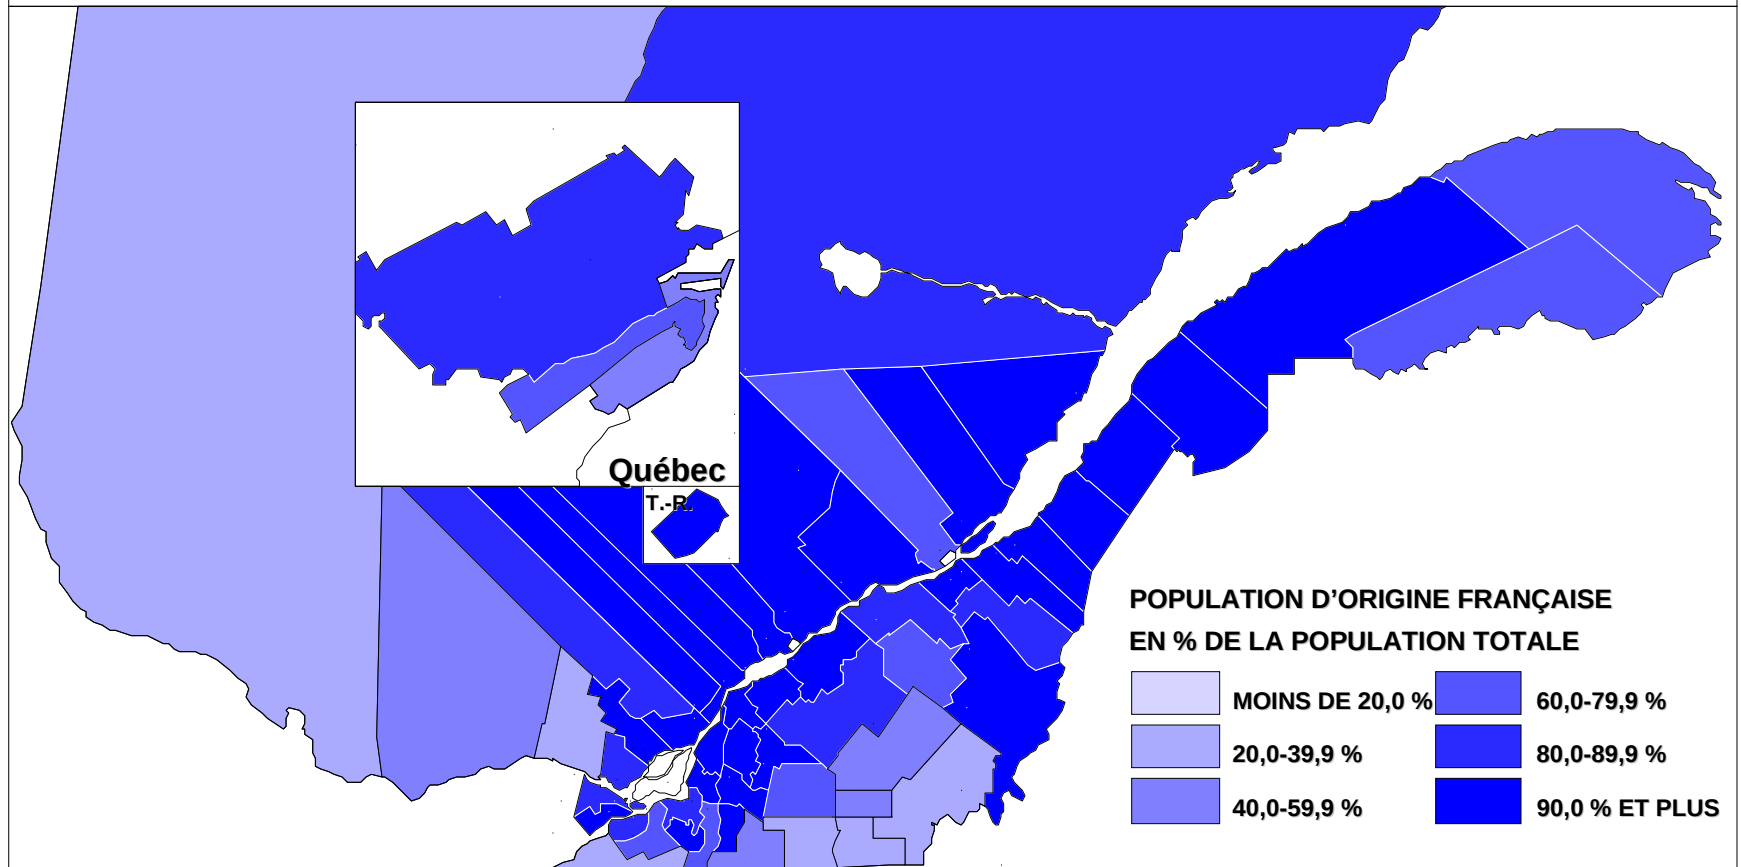 Québec
T.-R.
POPULATION D’ORIGINE FRANÇAISE
EN % DE LA POPULATION TOTALE
MOINS DE 20,0 %
60,0-79,9 %
20,0-39,9 %
80,0-89,9 %
40,0-59,9 %
90,0 % ET PLUS